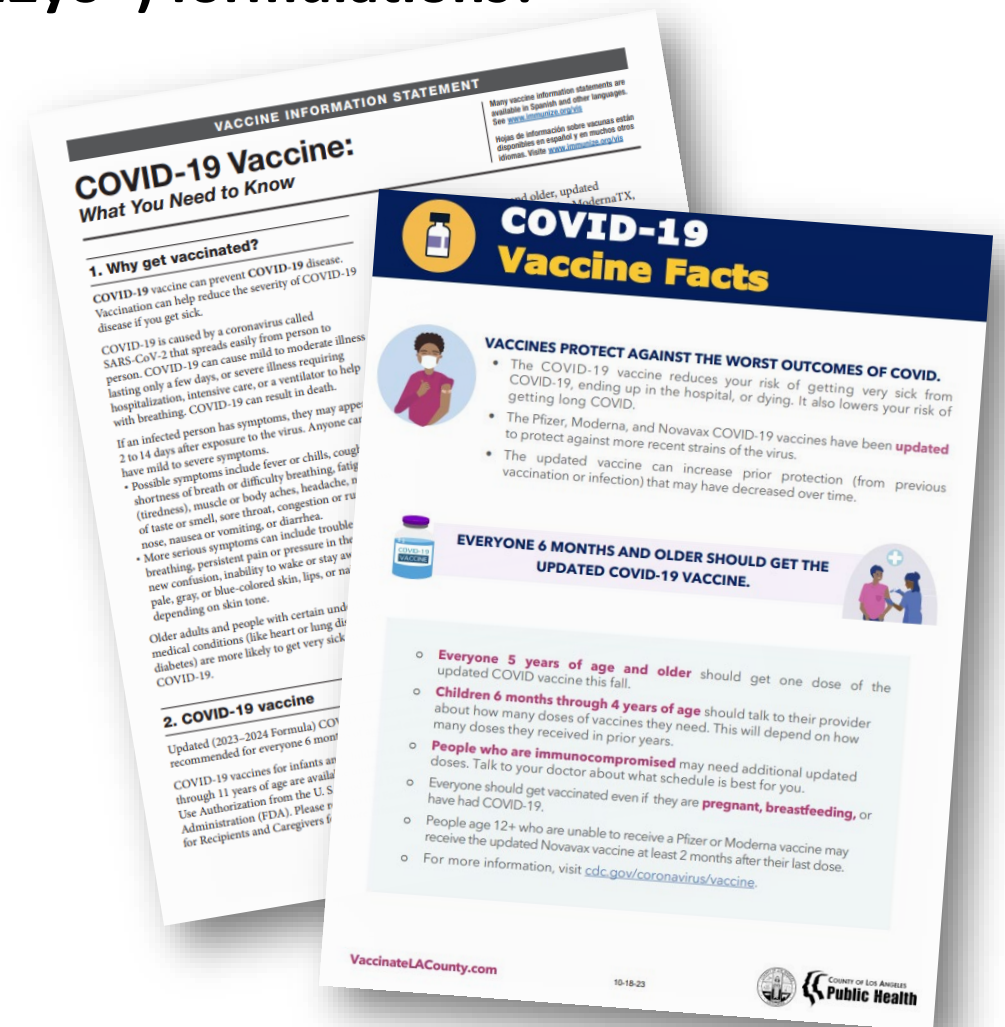 formulations?
VACCINE INFORMATION STATEMENT
COVID-19 Vaccine:
What You Need to Know
Many vaccine information statements are
available in Spanish and other languages.
See www.immunize.org/vis
Hojas de información sobre vacunas están
disponibles en español y en muchos otros
idiomas. Visite www.immunize.org/vis
1. Why get vaccinated?
COVID-19 vaccine can prevent COVID-19 disease.
Vaccination can help reduce the severity of COVID-19
disease if you get sick.
COVID-19 is caused by a coronavirus called
SARS-CoV-2 that spreads easily from person to
person. COVID-19 can cause mild to moderate illness
lasting only a few days, or severe illness requiring
hospitalization, intensive care, or a ventilator to help
with breathing. COVID-19 can result in death.
If an infected person has symptoms, they may
2 to 14 days after exposure to the virus. Anyone can
have mild to severe symptoms.
• Possible symptoms include fever or chills, cough
shortness of breath or difficulty breathing,
(tiredness), muscle or body aches, headache,
of taste or smell, sore throat, congestion or
nose, nausea or vomiting, or diarrhea.
• More serious symptoms can include trouble
breathing, persistent pain or pressure in the
new confusion, inability to wake or stay
pale, gray, or blue-colored skin, lips, or
depending on skin tone.
Older adults and people with certain
medical conditions (like heart or lung
diabetes) are more likely to get very sick
COVID-19.
2. COVID-19 vaccine
Updated (2023–2024 Formula)
recommended for everyone 6
COVID-19 vaccines for infants
through 11 years of age are
Use Authorization from the U. S
Administration (FDA). Please
for Recipients and Caregivers
and older, updated
ModernaTX,
COVID-19
Vaccine Facts
VACCINES PROTECT AGAINST THE WORST OUTCOMES OF COVID.
• The COVID-19 vaccine reduces your risk of getting very sick from
COVID-19, ending up in the hospital, or dying. It also lowers your risk of
getting long COVID.
• The Pfizer, Moderna, and Novavax COVID-19 vaccines have been updated
to protect against more recent strains of the virus.
• The updated vaccine can increase prior protection (from previous
vaccination or infection) that may have decreased over time.
COVID-19
VACCINE
EVERYONE 6 MONTHS AND OLDER SHOULD GET THE
UPDATED COVID-19 VACCINE.
o Everyone 5 years of age and older should get one dose of the
updated COVID vaccine this fall.
o Children 6 months through 4 years of age should talk to their provider
about how many doses of vaccines they need. This will depend on how
many doses they received in prior years.
o People who are immunocompromised may need additional updated
doses. Talk to your doctor about what schedule is best for you.
o Everyone should get vaccinated even if they are pregnant, breastfeeding, or
have had COVID-19.
o People age 12+ who are unable to receive a Pfizer or Moderna vaccine may
receive the updated Novavax vaccine at least 2 months after their last dose.
o For more information, visit cdc.gov/coronavirus/vaccine.
VaccinateLACounty.com
10-18-23
COUNTY OF LOS ANGELES
Public Health